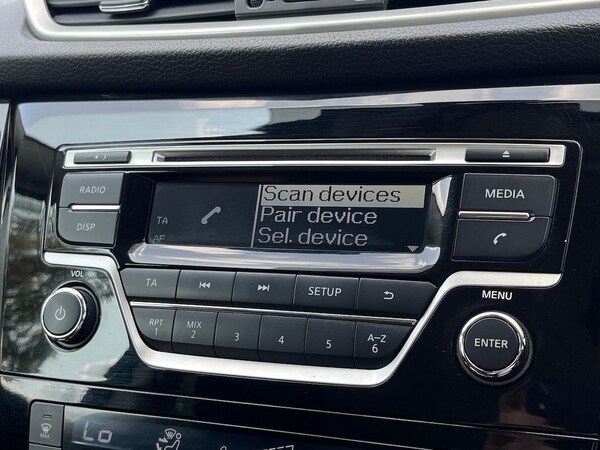 RADIO
DISP
TA
AF
Scan devices
Pair device
Sel. device
MEDIA
VOL
TA
SETUP
RPT
1
MIX
2
3
4
5
A–Z
6
MENU
ENTER
MAX
Lo